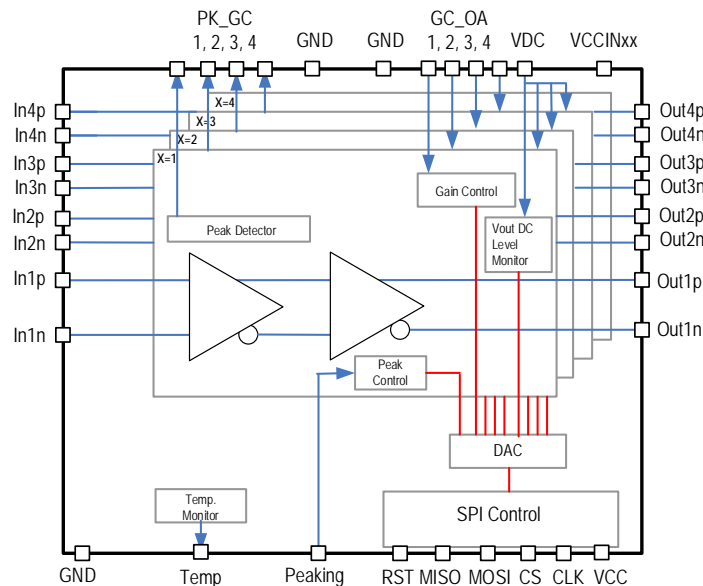 PK_GC
1, 2, 3, 4
GND
GND
GC_OA
1, 2, 3, 4
VDC
VCCINxx
In4p
In4n
In3p
In3n
In2p
In2n
In1p
In1n
X=4
X=3
X=2
X=1
Gain Control
Peak Detector
Vout DC
Level
Monitor
Peak
Control
DAC
Temp.
Monitor
SPI Control
Out4p
Out4n
Out3p
Out3n
Out2p
Out2n
Out1p
Out1n
GND
Temp
Peaking
RST
MISO
MOSI
CS
CLK
VCC